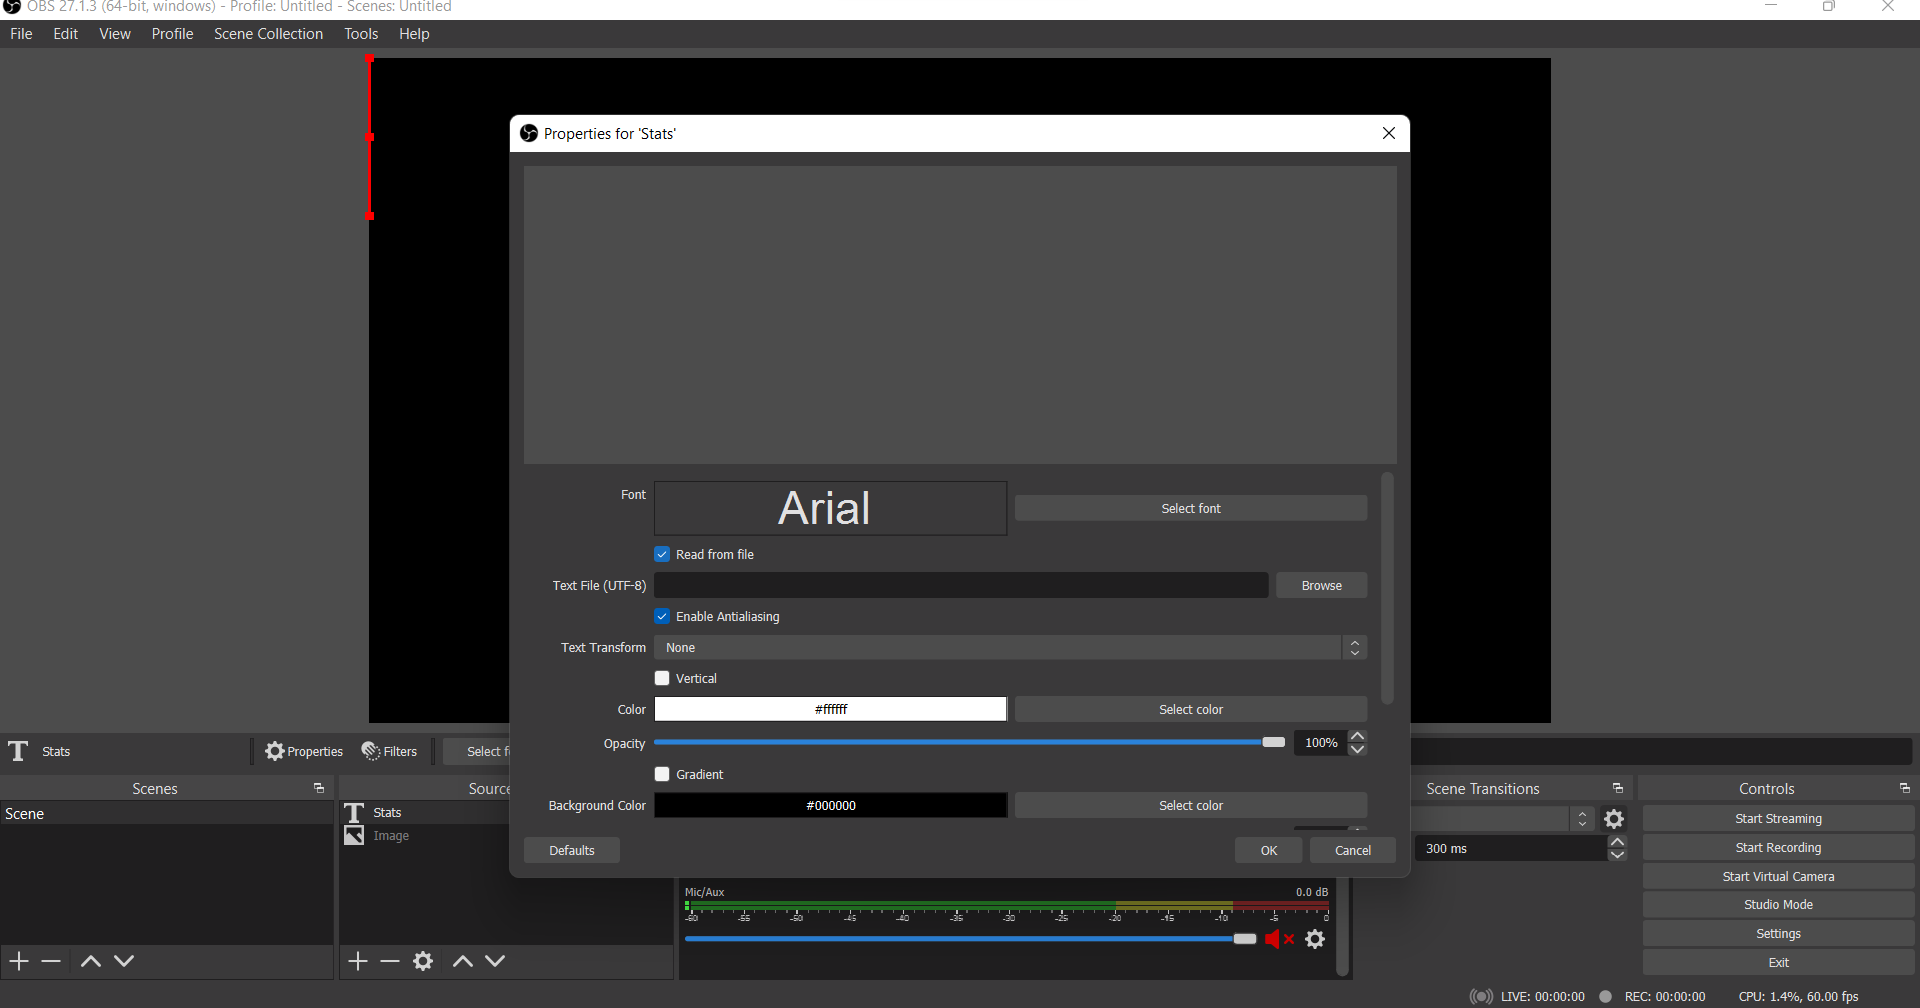 OBS 27.1.3 (64-bit, windows) - Profile: Untitled - Scenes: Untitled
File Edit View Profile Scene Collection Tools Help
Properties for 'Stats'
Font Arial Select font
Read from file
Text File (UTF-8) Browse
Enable Antialiasing
Text Transform None
Vertical
Color #ffffff Select color
Opacity 100%
Gradient
Background Color #000000 Select color
Defaults OK Cancel
Stats Properties Filters Select f
Scenes Source Scene Transitions Controls
Scene
Stats
Image
300 ms
Start Streaming
Start Recording
Start Virtual Camera
Studio Mode
Settings
Exit
Mic/Aux 0.0 dB
-60 -55 -50 -45 -40 -35 -30 -25 -20 -15 -10 -5 0
LIVE: 00:00:00 REC: 00:00:00 CPU: 1.4%, 60.00 fps